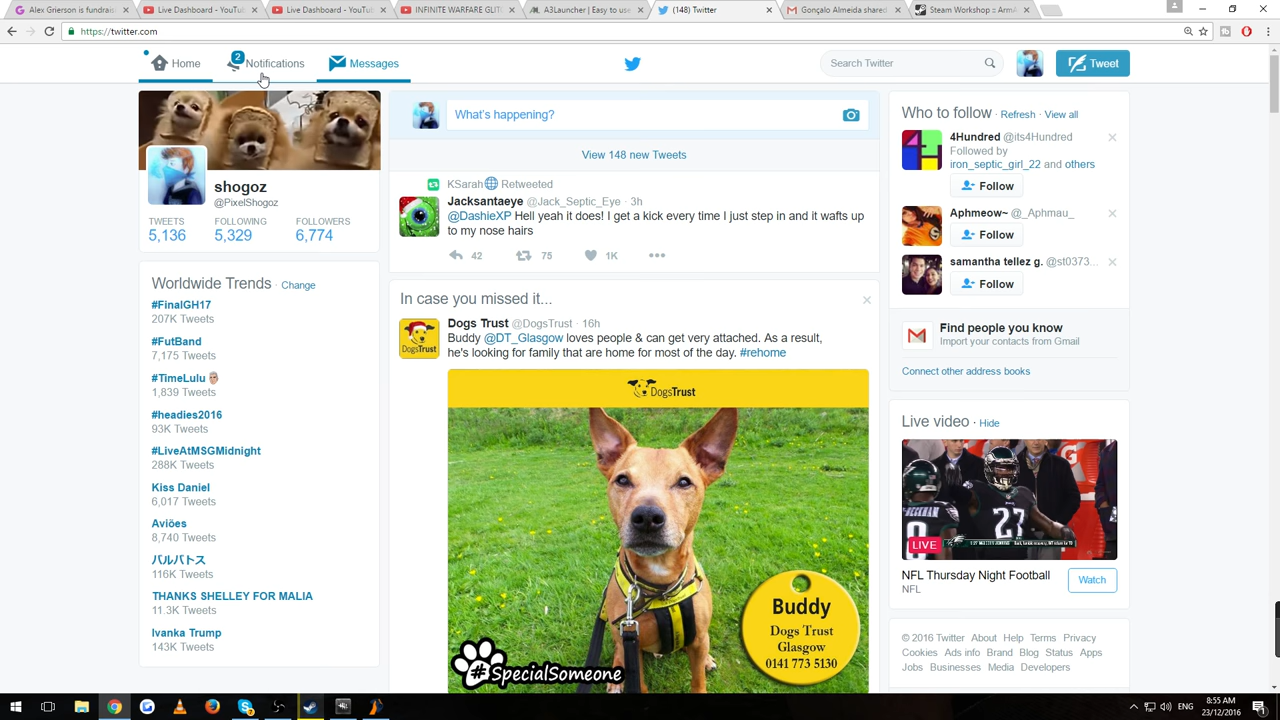 Alex Grierson is fundrais
Live Dashboard - YouTu
Live Dashboard - YouTu
INFINITE WARFARE GLIT
A3Launcher | Easy to use
(148) Twitter
Gonçalo Almeida shared
Steam Workshop :: Arm
https://twitter.com
Home
2
Notifications
Messages
Search Twitter
Tweet
shogoz
@PixelShogoz
TWEETS FOLLOWING FOLLOWERS
5,136 5,329 6,774
Worldwide Trends · Change
#FinalGH17
207K Tweets
#FutBand
7,175 Tweets
#TimeLulu
1,839 Tweets
#headies2016
93K Tweets
#LiveAtMSGMidnight
288K Tweets
Kiss Daniel
6,017 Tweets
Aviões
8,740 Tweets
バルバトス
116K Tweets
THANKS SHELLEY FOR MALIA
11.3K Tweets
Ivanka Trump
143K Tweets
What's happening?
View 148 new Tweets
KSarah Retweeted
Jacksantaeye @Jack_Septic_Eye · 3h
@DashieXP Hell yeah it does! I get a kick every time I just step in and it wafts up
to my nose hairs
42 75 1K
In case you missed it...
Dogs Trust @DogsTrust · 16h
Buddy @DT_Glasgow loves people & can get very attached. As a result,
he's looking for family that are home for most of the day. #rehome
DogsTrust
DogsTrust
Buddy
Dogs Trust
Glasgow
0141 773 5130
#SpecialSomeone
Who to follow · Refresh · View all
4Hundred @its4Hundred
Followed by
iron_septic_girl_22 and others
Follow
Aphmeow~ @_Aphmau_
Follow
samantha tellez g. @st0373...
Follow
Find people you know
Import your contacts from Gmail
Connect other address books
Live video · Hide
27
LIVE
NFL Thursday Night Football
NFL
Watch
© 2016 Twitter About Help Terms Privacy
Cookies Ads info Brand Blog Status Apps
Jobs Businesses Media Developers
ENG
8:55 AM
23/12/2016
1